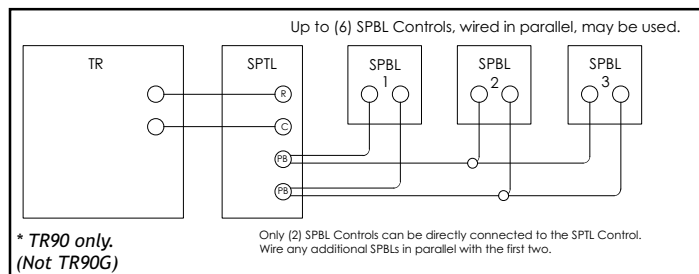 Up to (6) SPBL Controls, wired in parallel, may be used.
TR
SPTL
SPBL
1
SPBL
2
SPBL
3
R
C
PB
PB
* TR90 only.
(Not TR90G)
Only (2) SPBL Controls can be directly connected to the SPTL Control.
Wire any additional SPBLs in parallel with the first two.